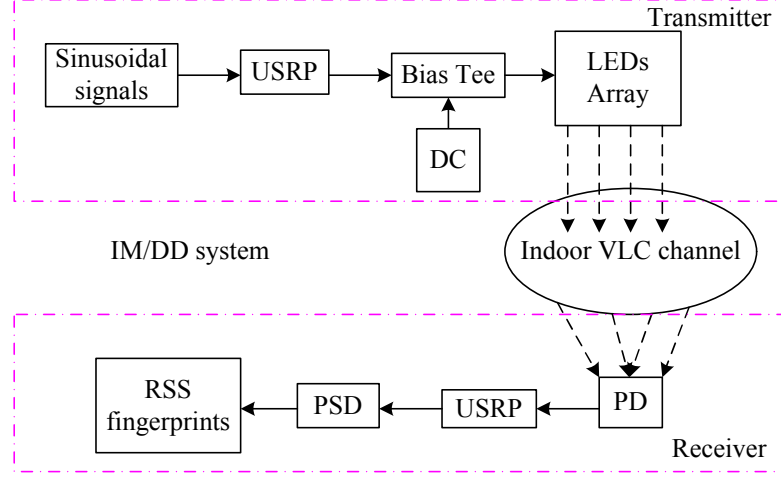 Transmitter
Sinusoidal
signals
USRP
Bias Tee
LEDs
Array
DC
IM/DD system
Indoor VLC channel
RSS
fingerprints
PSD
USRP
PD
Receiver